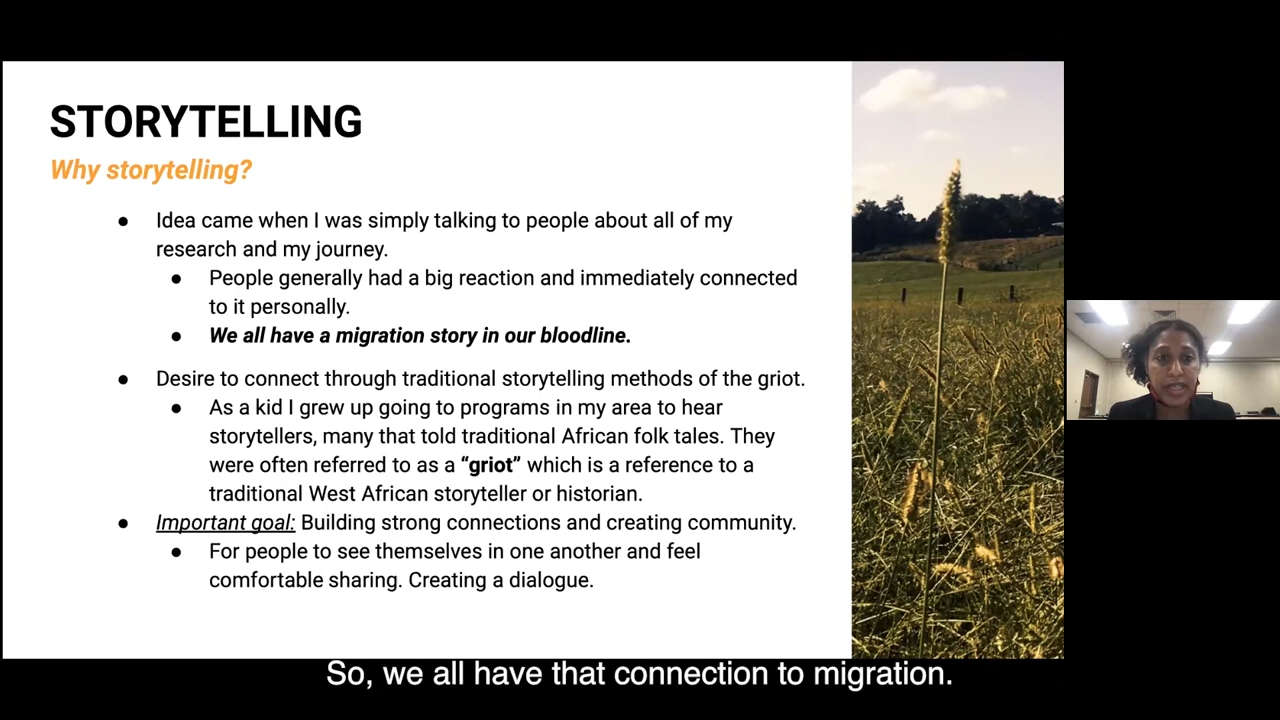 STORYTELLING
Why storytelling?
● Idea came when I was simply talking to people about all of my
research and my journey.
● People generally had a big reaction and immediately connected
to it personally.
● We all have a migration story in our bloodline.
● Desire to connect through traditional storytelling methods of the griot.
● As a kid I grew up going to programs in my area to hear
storytellers, many that told traditional African folk tales. They
were often referred to as a “griot” which is a reference to a
traditional West African storyteller or historian.
● Important goal: Building strong connections and creating community.
● For people to see themselves in one another and feel
comfortable sharing. Creating a dialogue.
So, we all have that connection to migration.